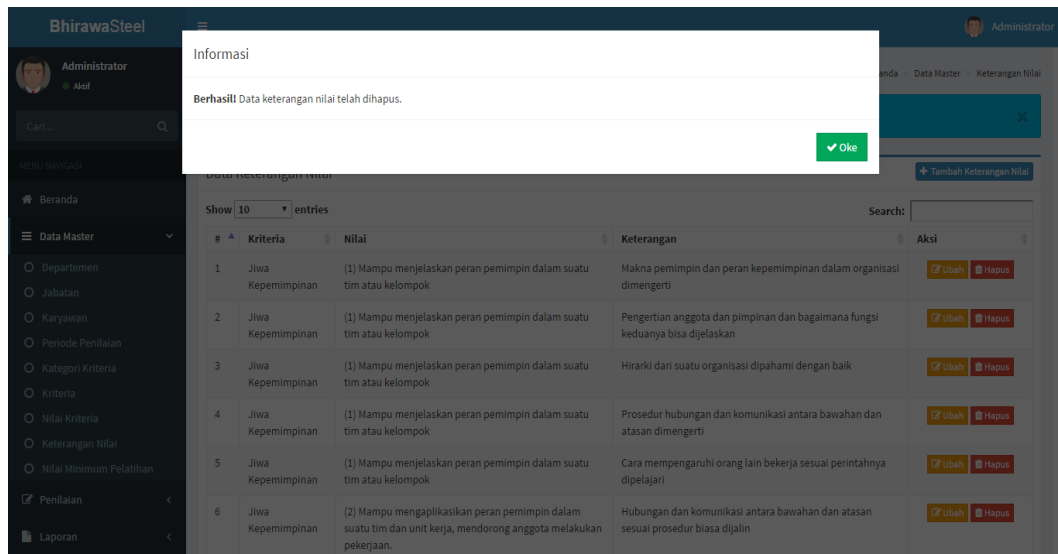 BhirawaSteel
Administrator
Administrator
Aktif
Cari...
MENU NAVIGASI
Beranda
Data Master
Departemen
Jabatan
Karyawan
Periode Penilaian
Kategori Kriteria
Kriteria
Nilai Kriteria
Keterangan Nilai
Nilai Minimum Pelatihan
Penilaian
Laporan
Informasi
Berhasil! Data keterangan nilai telah dihapus.
Oke
anda > Data Master > Keterangan Nilai
Data Keterangan Nilai
Tambah Keterangan Nilai
Show 10 entries
Search:
# Kriteria Nilai Keterangan Aksi
1 Jiwa (1) Mampu menjelaskan peran pemimpin dalam suatu Makna pemimpin dan peran kepemimpinan dalam organisasi Ubah Hapus
Kepemimpinan tim atau kelompok dimengerti
2 Jiwa (1) Mampu menjelaskan peran pemimpin dalam suatu Pengertian anggota dan pimpinan dan bagaimana fungsi Ubah Hapus
Kepemimpinan tim atau kelompok keduanya bisa dijelaskan
3 Jiwa (1) Mampu menjelaskan peran pemimpin dalam suatu Hirarki dari suatu organisasi dipahami dengan baik Ubah Hapus
Kepemimpinan tim atau kelompok
4 Jiwa (1) Mampu menjelaskan peran pemimpin dalam suatu Prosedur hubungan dan komunikasi antara bawahan dan Ubah Hapus
Kepemimpinan tim atau kelompok atasan dimengerti
5 Jiwa (1) Mampu menjelaskan peran pemimpin dalam suatu Cara mempengaruhi orang lain bekerja sesuai perintahnya Ubah Hapus
Kepemimpinan tim atau kelompok dipelajari
6 Jiwa (2) Mampu mengaplikasikan peran pemimpin dalam Hubungan dan komunikasi antara bawahan dan atasan Ubah Hapus
Kepemimpinan suatu tim dan unit kerja, mendorong anggota melakukan sesuai prosedur biasa dijalin
pekerjaan.